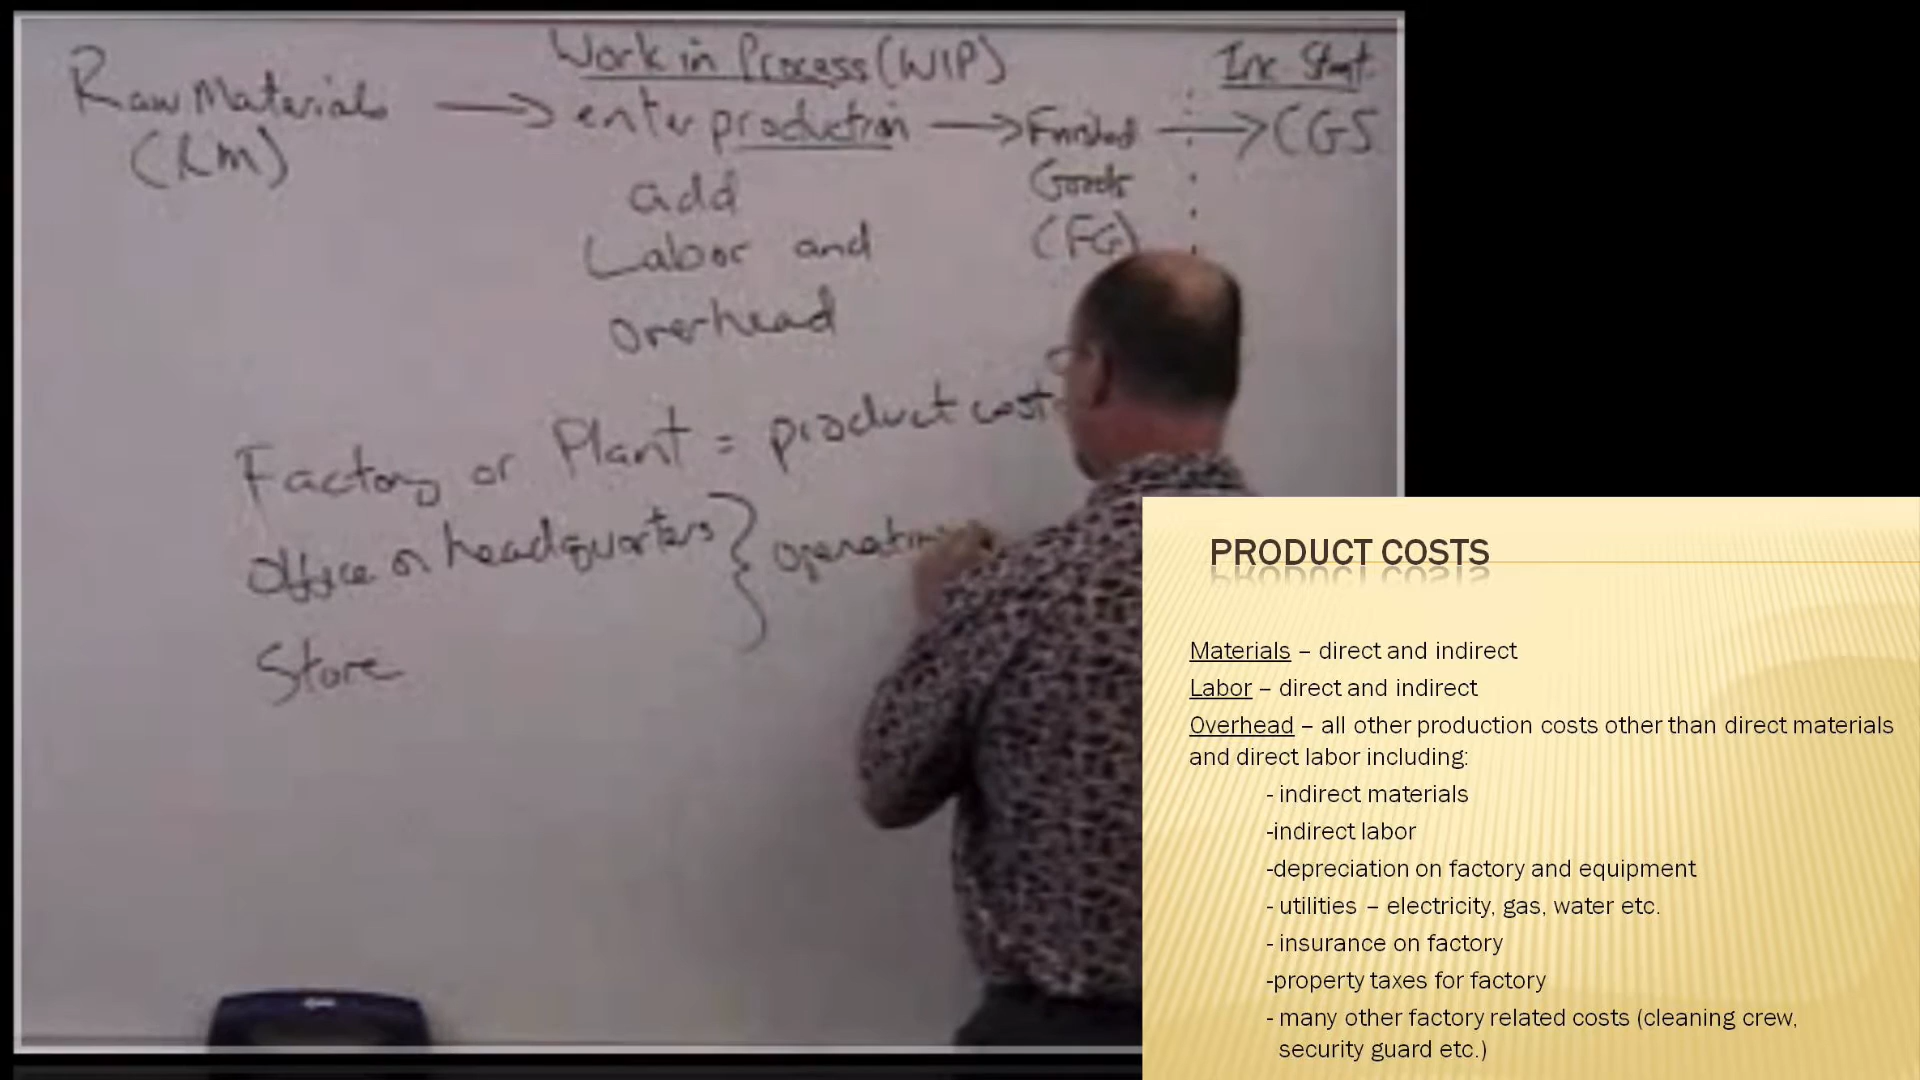 Work in Process (WIP)
Inc Stmt.
Raw Materials → enter production → Finished → CGS
(RM)
Goods
(FG)
add
Labor and
overhead
Factory or Plant = product cost
Office or headquarters } operatin
Store
PRODUCT COSTS
Materials – direct and indirect
Labor – direct and indirect
Overhead – all other production costs other than direct materials
and direct labor including:
- indirect materials
-indirect labor
-depreciation on factory and equipment
- utilities – electricity, gas, water etc.
- insurance on factory
-property taxes for factory
- many other factory related costs (cleaning crew,
security guard etc.)